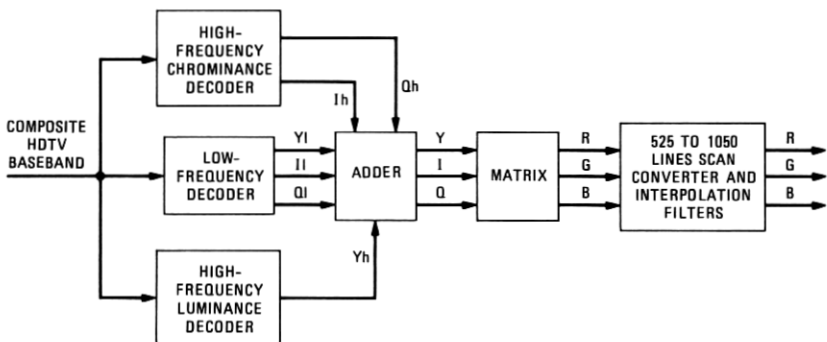 HIGH-
FREQUENCY
CHROMINANCE
DECODER
Qh
Ih
COMPOSITE
HDTV
BASEBAND
LOW-
FREQUENCY
DECODER
Yl
Il
Ql
ADDER
Y
I
Q
MATRIX
R
G
B
525 TO 1050
LINES SCAN
CONVERTER AND
INTERPOLATION
FILTERS
R
G
B
Yh
HIGH-
FREQUENCY
LUMINANCE
DECODER